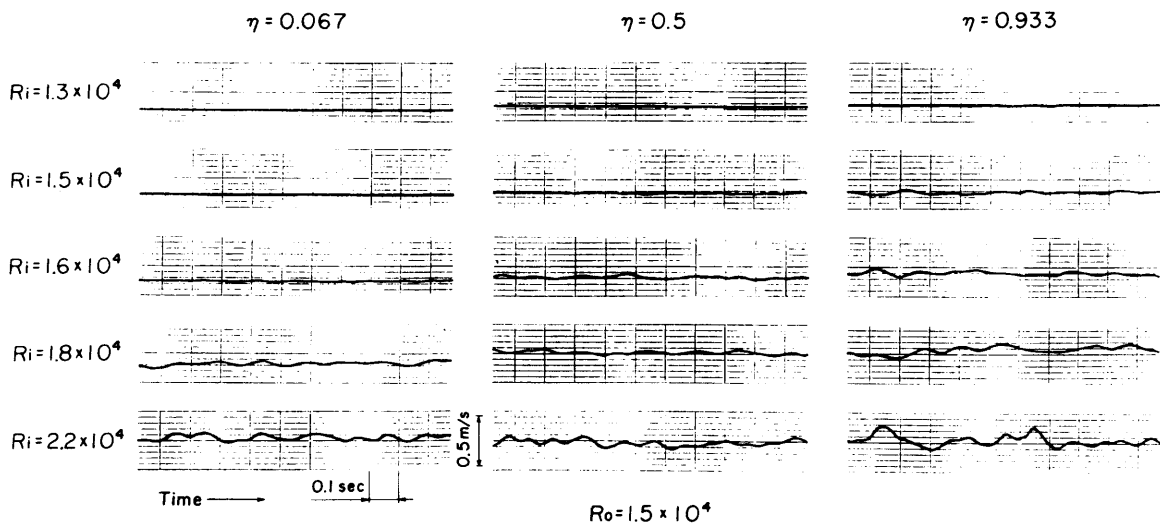 η = 0.067 η = 0.5 η = 0.933
Ri = 1.3 × 10⁴
Ri = 1.5 × 10⁴
Ri = 1.6 × 10⁴
Ri = 1.8 × 10⁴
Ri = 2.2 × 10⁴
0.5 m/s
Time
0.1 sec
Ro = 1.5 × 10⁴